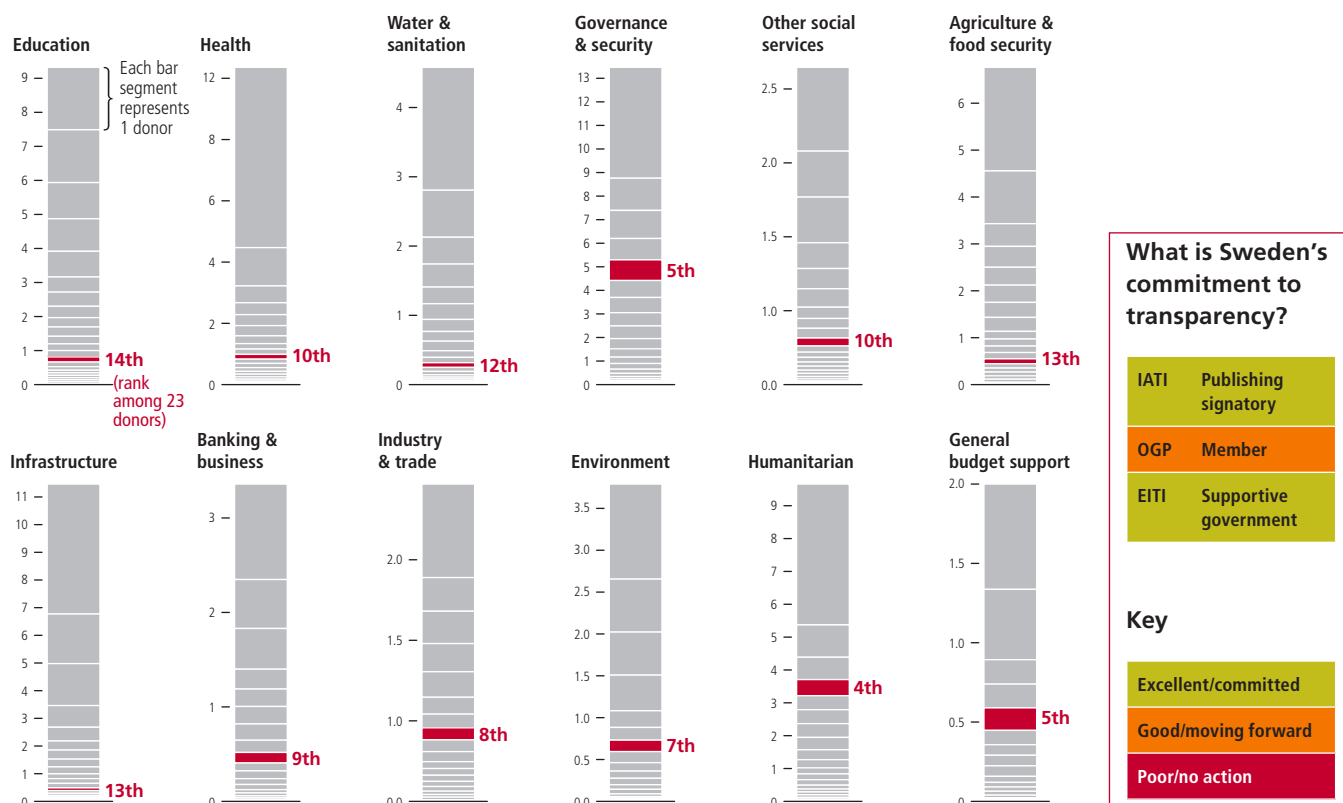 Education
9
8
7
6
5
4
3
2
1
0
Each bar
segment
represents
1 donor
14th
(rank
among 23
donors)
Health
12
8
6
4
2
0
10th
Water &
sanitation
4
3
2
1
0
12th
Governance
& security
13
12
11
10
9
8
7
6
5
4
3
2
1
0
5th
Other social
services
2.5
2.0
1.5
1.0
0.0
10th
Agriculture &
food security
6
5
4
3
2
1
0
13th
Infrastructure
11
10
9
8
7
6
5
4
3
2
1
0
13th
Banking &
business
3
2
1
0
9th
Industry
& trade
2.0
1.5
1.0
0.0
8th
Environment
3.5
3.0
2.5
2.0
1.5
1.0
0.5
0.0
7th
Humanitarian
9
8
7
6
5
4
3
2
1
0
4th
General
budget support
2.0
1.5
1.0
0.5
0
5th
What is Sweden's
commitment to
transparency?
IATI Publishing
signatory
OGP Member
EITI Supportive
government
Key
Excellent/committed
Good/moving forward
Poor/no action